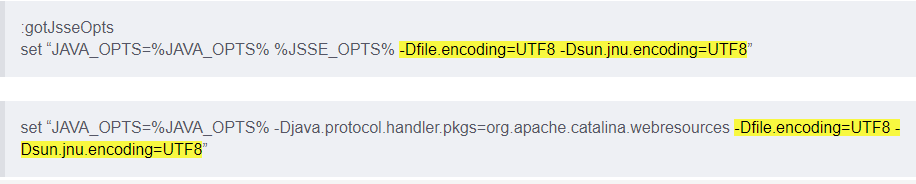 :gotJsseOpts
set “JAVA_OPTS=%JAVA_OPTS% %JSSE_OPTS% -Dfile.encoding=UTF8 -Dsun.jnu.encoding=UTF8”
set “JAVA_OPTS=%JAVA_OPTS% -Djava.protocol.handler.pkgs=org.apache.catalina.webresources -Dfile.encoding=UTF8 -
Dsun.jnu.encoding=UTF8”